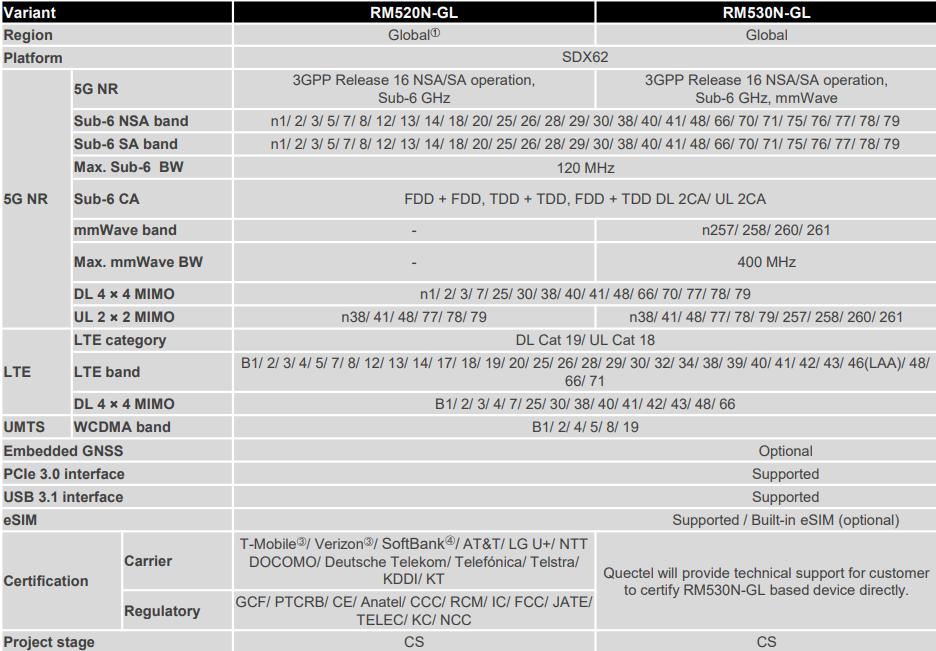 Variant RM520N-GL RM530N-GL
Region Global① Global
Platform SDX62
5G NR
5G NR 3GPP Release 16 NSA/SA operation, 3GPP Release 16 NSA/SA operation,
Sub-6 GHz Sub-6 GHz, mmWave
Sub-6 NSA band n1/ 2/ 3/ 5/ 7/ 8/ 12/ 13/ 14/ 18/ 20/ 25/ 26/ 28/ 29/ 30/ 38/ 40/ 41/ 48/ 66/ 70/ 71/ 75/ 76/ 77/ 78/ 79
Sub-6 SA band n1/ 2/ 3/ 5/ 7/ 8/ 12/ 13/ 14/ 18/ 20/ 25/ 26/ 28/ 29/ 30/ 38/ 40/ 41/ 48/ 66/ 70/ 71/ 75/ 76/ 77/ 78/ 79
Max. Sub-6 BW 120 MHz
Sub-6 CA FDD + FDD, TDD + TDD, FDD + TDD DL 2CA/ UL 2CA
mmWave band - n257/ 258/ 260/ 261
Max. mmWave BW - 400 MHz
DL 4 × 4 MIMO n1/ 2/ 3/ 7/ 25/ 30/ 38/ 40/ 41/ 48/ 66/ 70/ 77/ 78/ 79
UL 2 × 2 MIMO n38/ 41/ 48/ 77/ 78/ 79 n38/ 41/ 48/ 77/ 78/ 79/ 257/ 258/ 260/ 261
LTE
LTE category DL Cat 19/ UL Cat 18
LTE band B1/ 2/ 3/ 4/ 5/ 7/ 8/ 12/ 13/ 14/ 17/ 18/ 19/ 20/ 25/ 26/ 28/ 29/ 30/ 32/ 34/ 38/ 39/ 40/ 41/ 42/ 43/ 46(LAA)/ 48/
66/ 71
DL 4 × 4 MIMO B1/ 2/ 3/ 4/ 7/ 25/ 30/ 38/ 40/ 41/ 42/ 43/ 48/ 66
UMTS WCDMA band B1/ 2/ 4/ 5/ 8/ 19
Embedded GNSS Optional
PCIe 3.0 interface Supported
USB 3.1 interface Supported
eSIM Supported / Built-in eSIM (optional)
Certification
Carrier T-Mobile③/ Verizon③/ SoftBank④/ AT&T/ LG U+/ NTT
DOCOMO/ Deutsche Telekom/ Telefónica/ Telstra/
KDDI/ KT
Regulatory GCF/ PTCRB/ CE/ Anatel/ CCC/ RCM/ IC/ FCC/ JATE/
TELEC/ KC/ NCC
Quectel will provide technical support for customer
to certify RM530N-GL based device directly.
Project stage CS CS